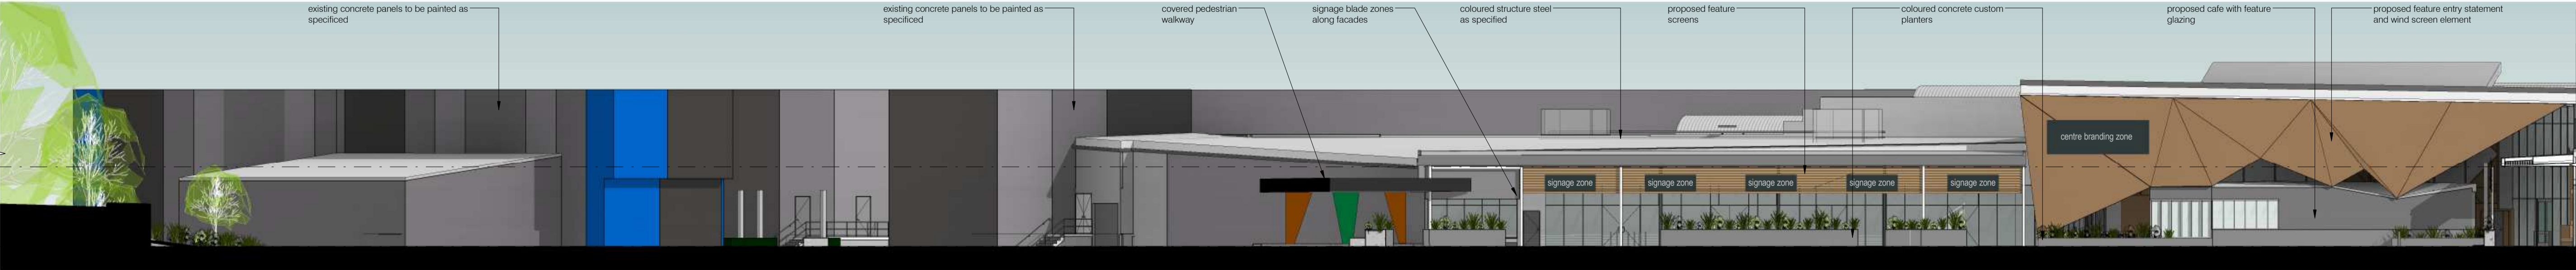 existing concrete panels to be painted as
specificed
existing concrete panels to be painted as
specificed
covered pedestrian
walkway
signage blade zones
along facades
coloured structure steel
as specified
proposed feature
screens
coloured concrete custom
planters
proposed cafe with feature
glazing
proposed feature entry statement
and wind screen element
centre branding zone
signage zone
signage zone
signage zone
signage zone
signage zone